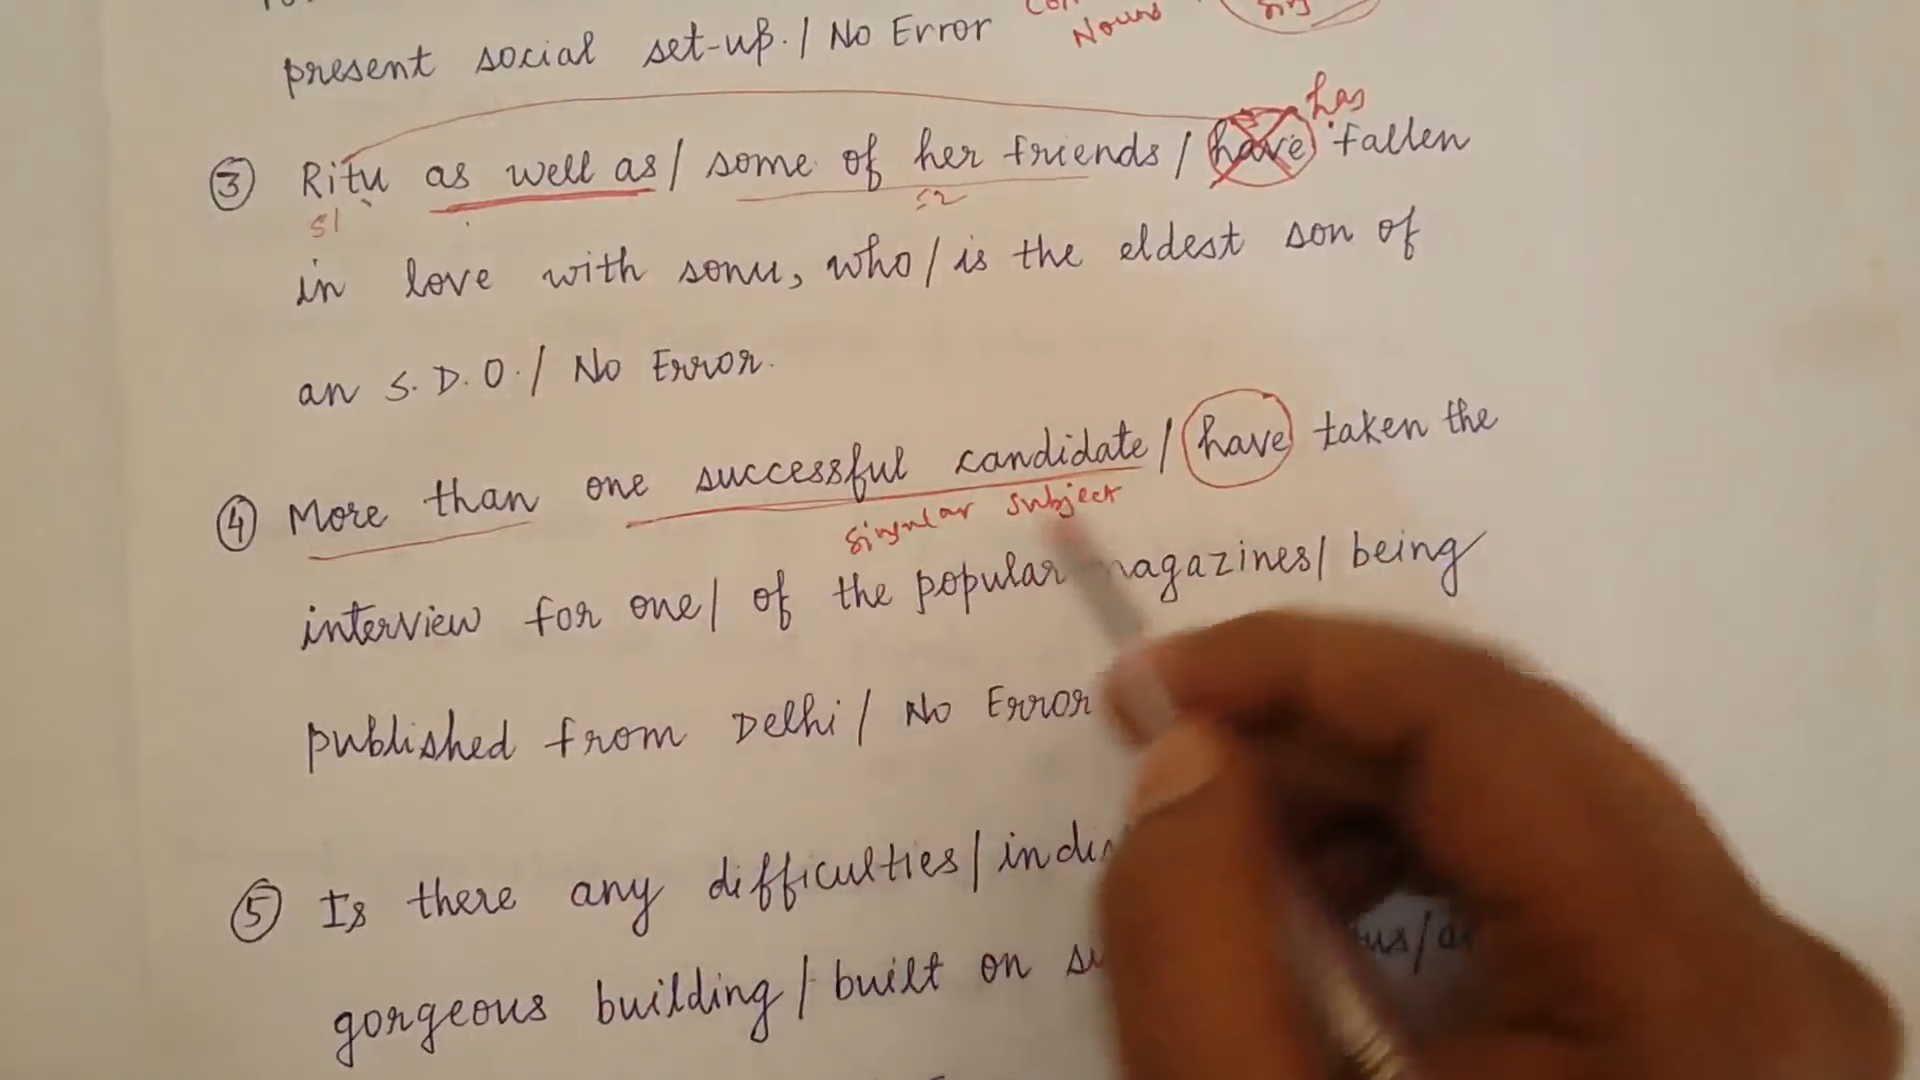 present social set-up. / No Error
Nouns
has
③ Ritu as well as / some of her friends / have fallen
S1 S2
in love with sonu, who / is the eldest son of
an S.D.O. / No Error.
④ More than one successful candidate / have taken the
singular subject
interview for one / of the popular magazines / being
published from Delhi / No Error
⑤ Is there any difficulties /
gorgeous building / built on